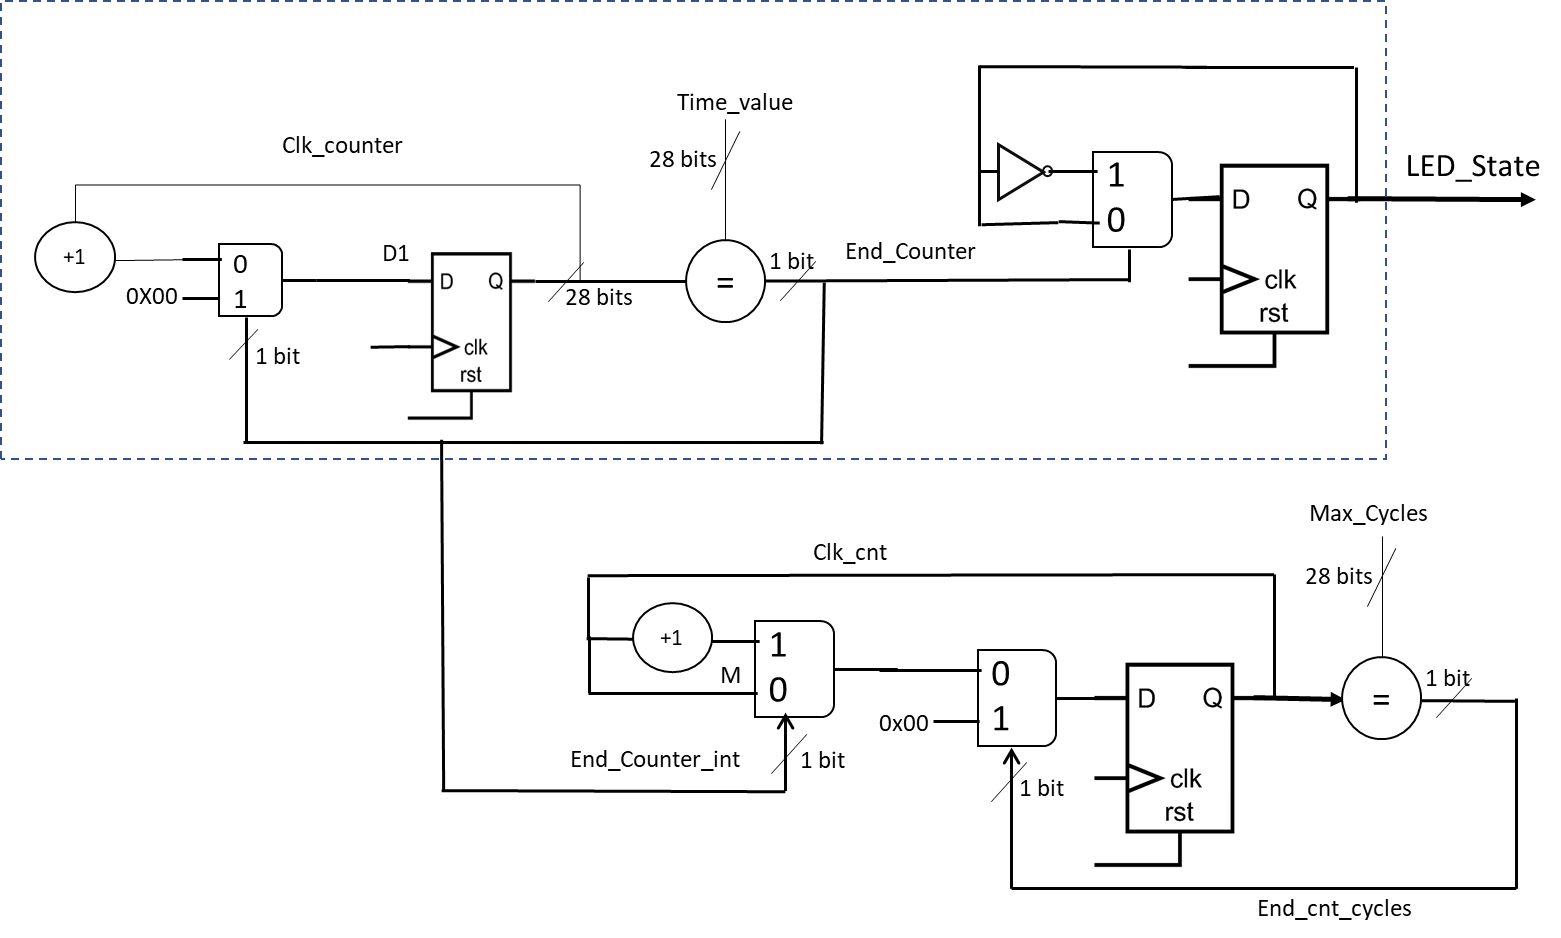 Time_value
28 bits
Clk_counter
+1
0
0X00
1
1 bit
D1
D
Q
clk
rst
28 bits
=
1 bit
End_Counter
1
0
D
Q
clk
rst
LED_State
Clk_cnt
+1
M
1
0
End_Counter_int
1 bit
0
0x00
1
1 bit
D
Q
clk
rst
Max_Cycles
28 bits
=
1 bit
End_cnt_cycles